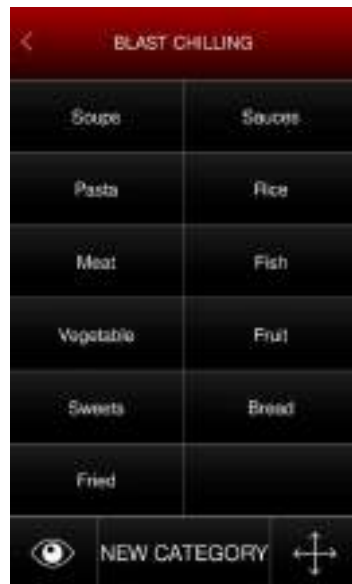 BLAST CHILLING
Soups Sauces
Pasta Rice
Meat Fish
Vegetable Fruit
Sweets Bread
Fried
NEW CATEGORY